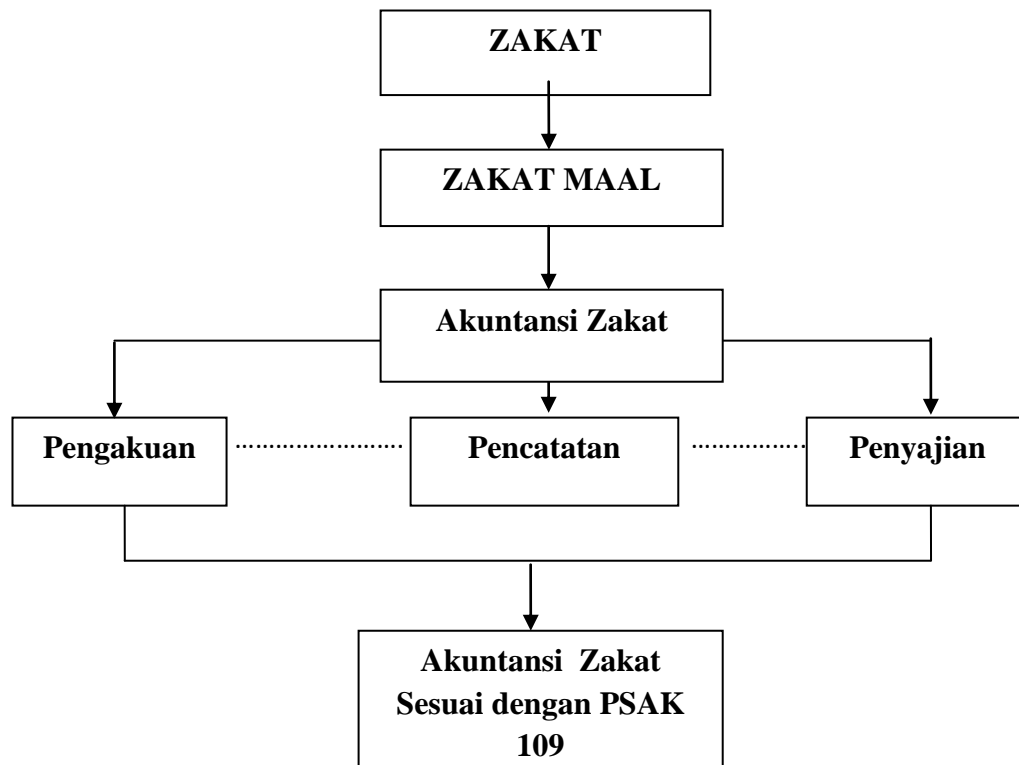 ZAKAT
ZAKAT MAAL
Akuntansi Zakat
Pengakuan
Pencatatan
Penyajian
Akuntansi Zakat
Sesuai dengan PSAK
109